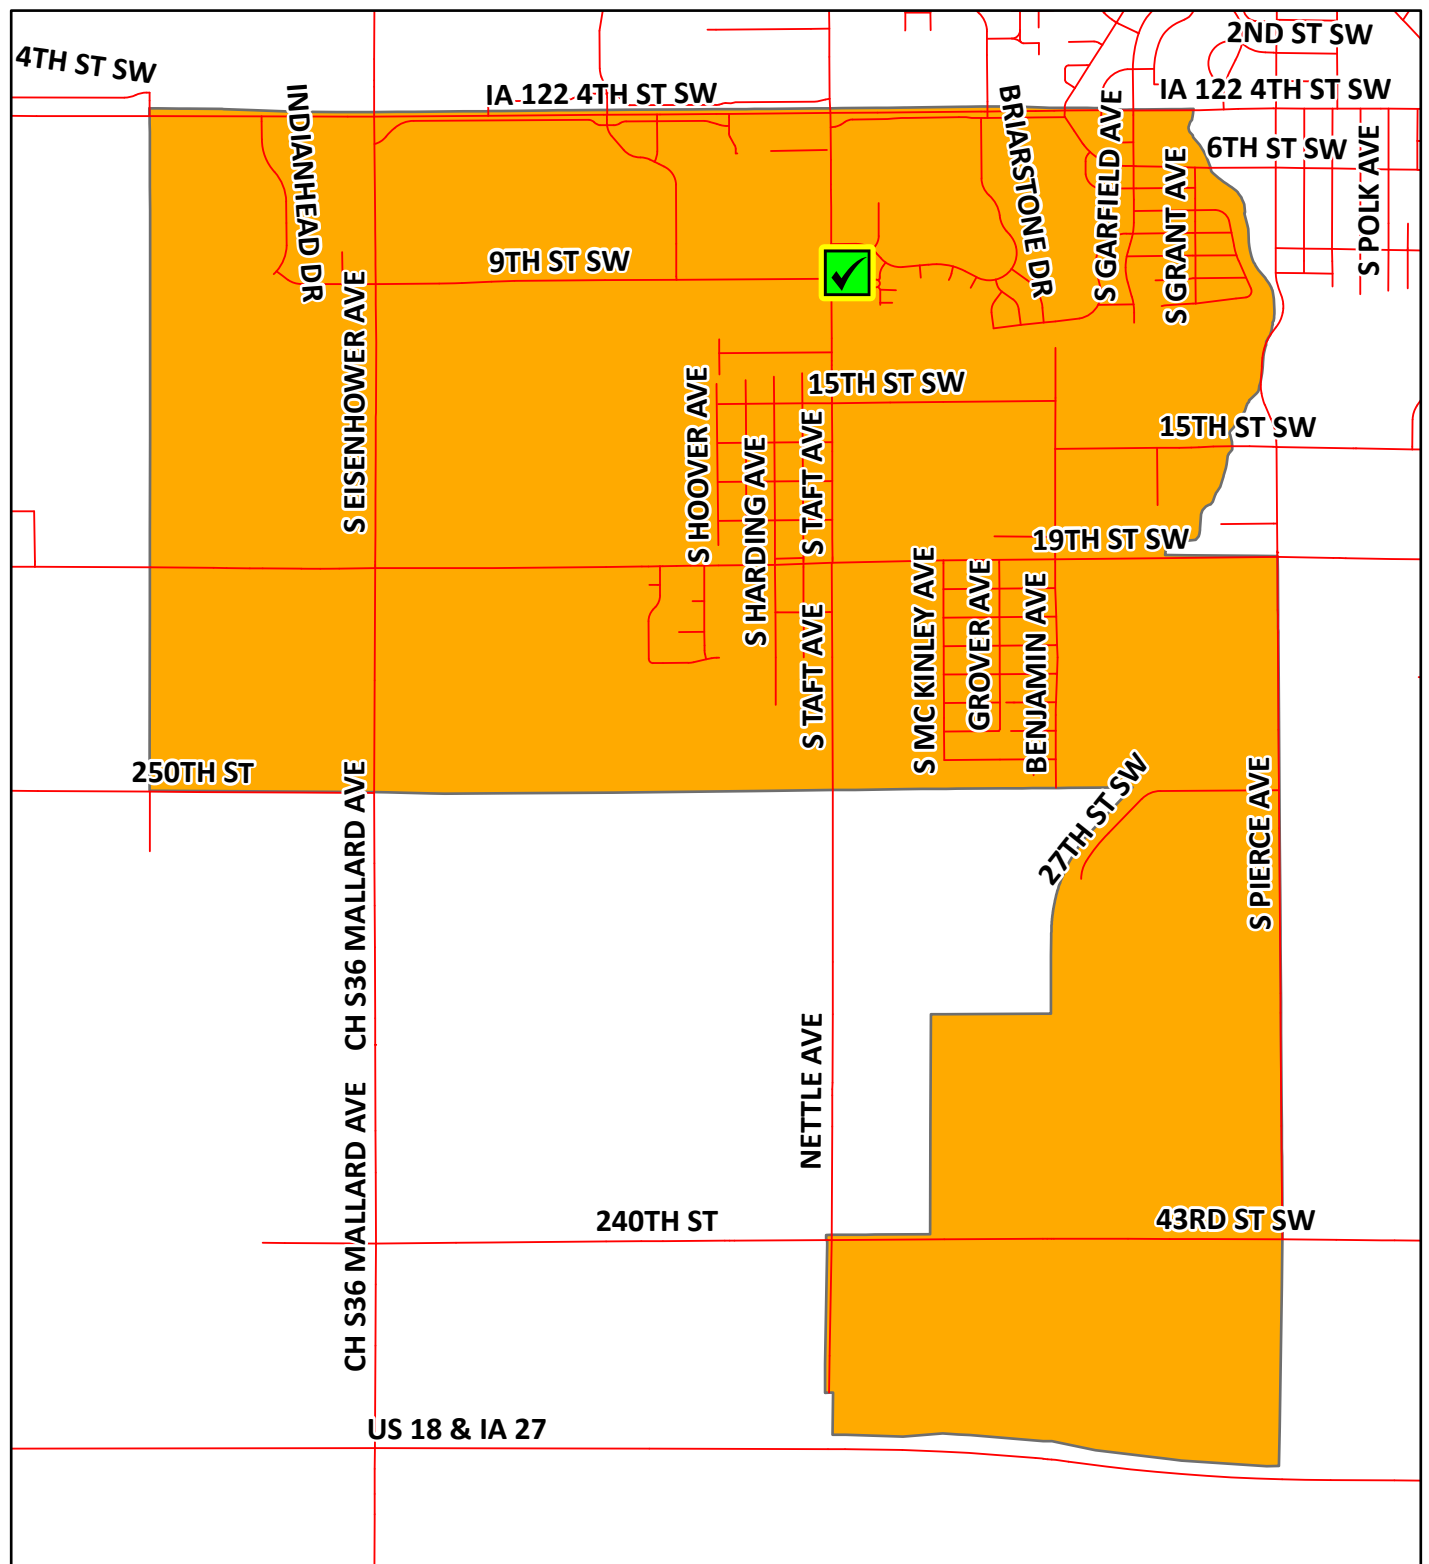 2ND ST SW
4TH ST SW
IA 122 4TH ST SW
IA 122 4TH ST SW
INDIANHEAD DR
BRIARSTONE DR
S GARFIELD AVE
6TH ST SW
S GRANT AVE
S POLK AVE
9TH ST SW
S EISENHOWER AVE
15TH ST SW
S HOOVER AVE
S HARDING AVE
S TAFT AVE
15TH ST SW
19TH ST SW
S TAFT AVE
S MC KINLEY AVE
GROVER AVE
BENJAMIN AVE
250TH ST
27TH ST SW
S PIERCE AVE
CH S36 MALLARD AVE
NETTLE AVE
CH S36 MALLARD AVE
240TH ST
43RD ST SW
US 18 & IA 27